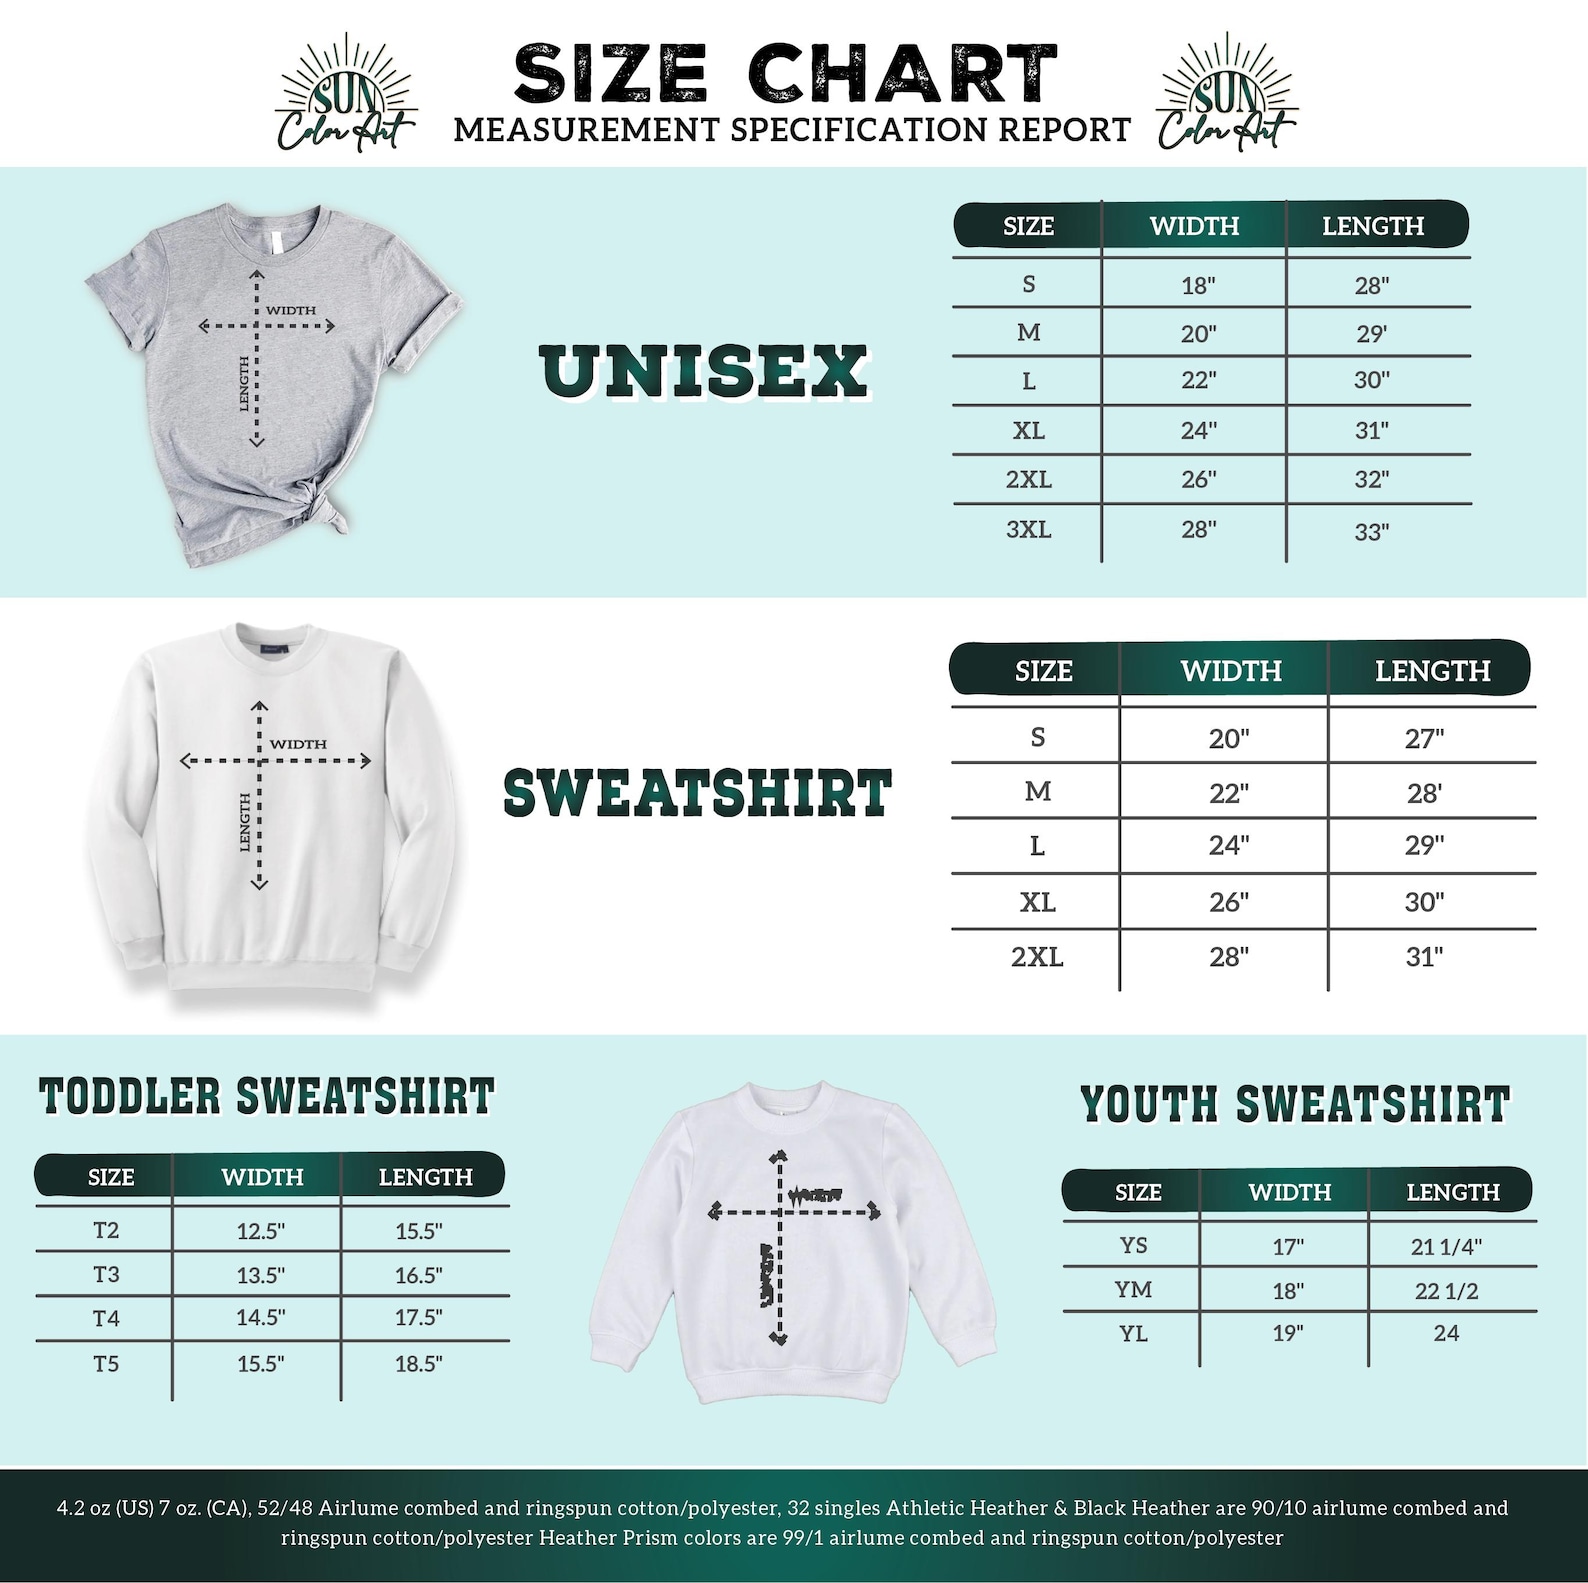 SUN
Color Art
SIZE CHART
MEASUREMENT SPECIFICATION REPORT
SUN
Color Art
WIDTH
LENGTH
UNISEX
SIZE WIDTH LENGTH
S 18" 28"
M 20" 29'
L 22" 30"
XL 24" 31"
2XL 26" 32"
3XL 28" 33"
WIDTH
LENGTH
SWEATSHIRT
SIZE WIDTH LENGTH
S 20" 27"
M 22" 28'
L 24" 29"
XL 26" 30"
2XL 28" 31"
TODDLER SWEATSHIRT
SIZE WIDTH LENGTH
T2 12.5" 15.5"
T3 13.5" 16.5"
T4 14.5" 17.5"
T5 15.5" 18.5"
YOUTH SWEATSHIRT
SIZE WIDTH LENGTH
YS 17" 21 1/4"
YM 18" 22 1/2
YL 19" 24
4.2 oz (US) 7 oz. (CA), 52/48 Airlume combed and ringspun cotton/polyester, 32 singles Athletic Heather & Black Heather are 90/10 airlume combed and
ringspun cotton/polyester Heather Prism colors are 99/1 airlume combed and ringspun cotton/polyester